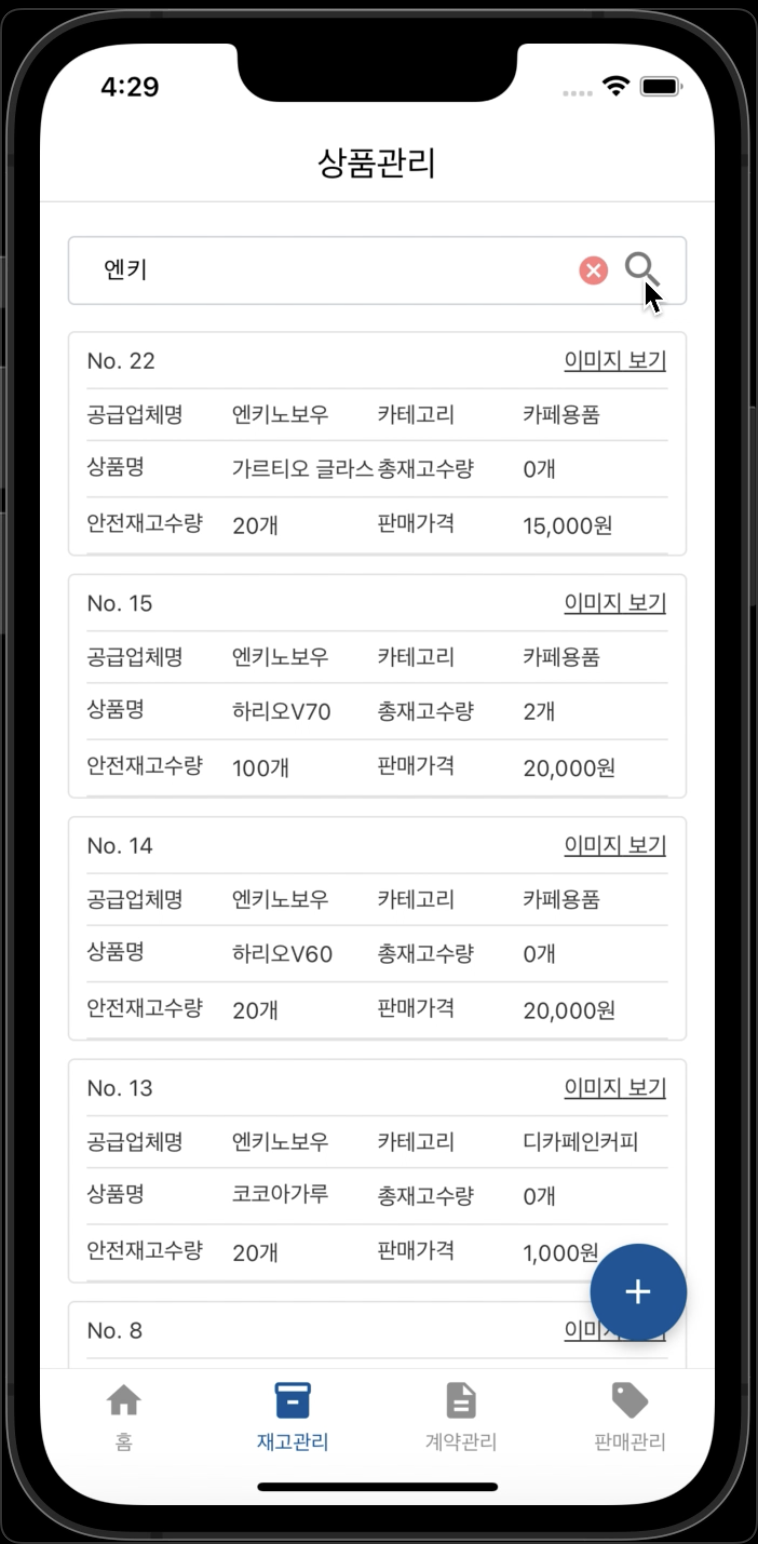 4:29
상품관리
엔키
No. 22 이미지 보기
공급업체명 엔키노보우 카테고리 카페용품
상품명 가르티오 글라스 총재고수량 0개
안전재고수량 20개 판매가격 15,000원
No. 15 이미지 보기
공급업체명 엔키노보우 카테고리 카페용품
상품명 하리오V70 총재고수량 2개
안전재고수량 100개 판매가격 20,000원
No. 14 이미지 보기
공급업체명 엔키노보우 카테고리 카페용품
상품명 하리오V60 총재고수량 0개
안전재고수량 20개 판매가격 20,000원
No. 13 이미지 보기
공급업체명 엔키노보우 카테고리 디카페인커피
상품명 코코아가루 총재고수량 0개
안전재고수량 20개 판매가격 1,000원
No. 8
홈 재고관리 계약관리 판매관리